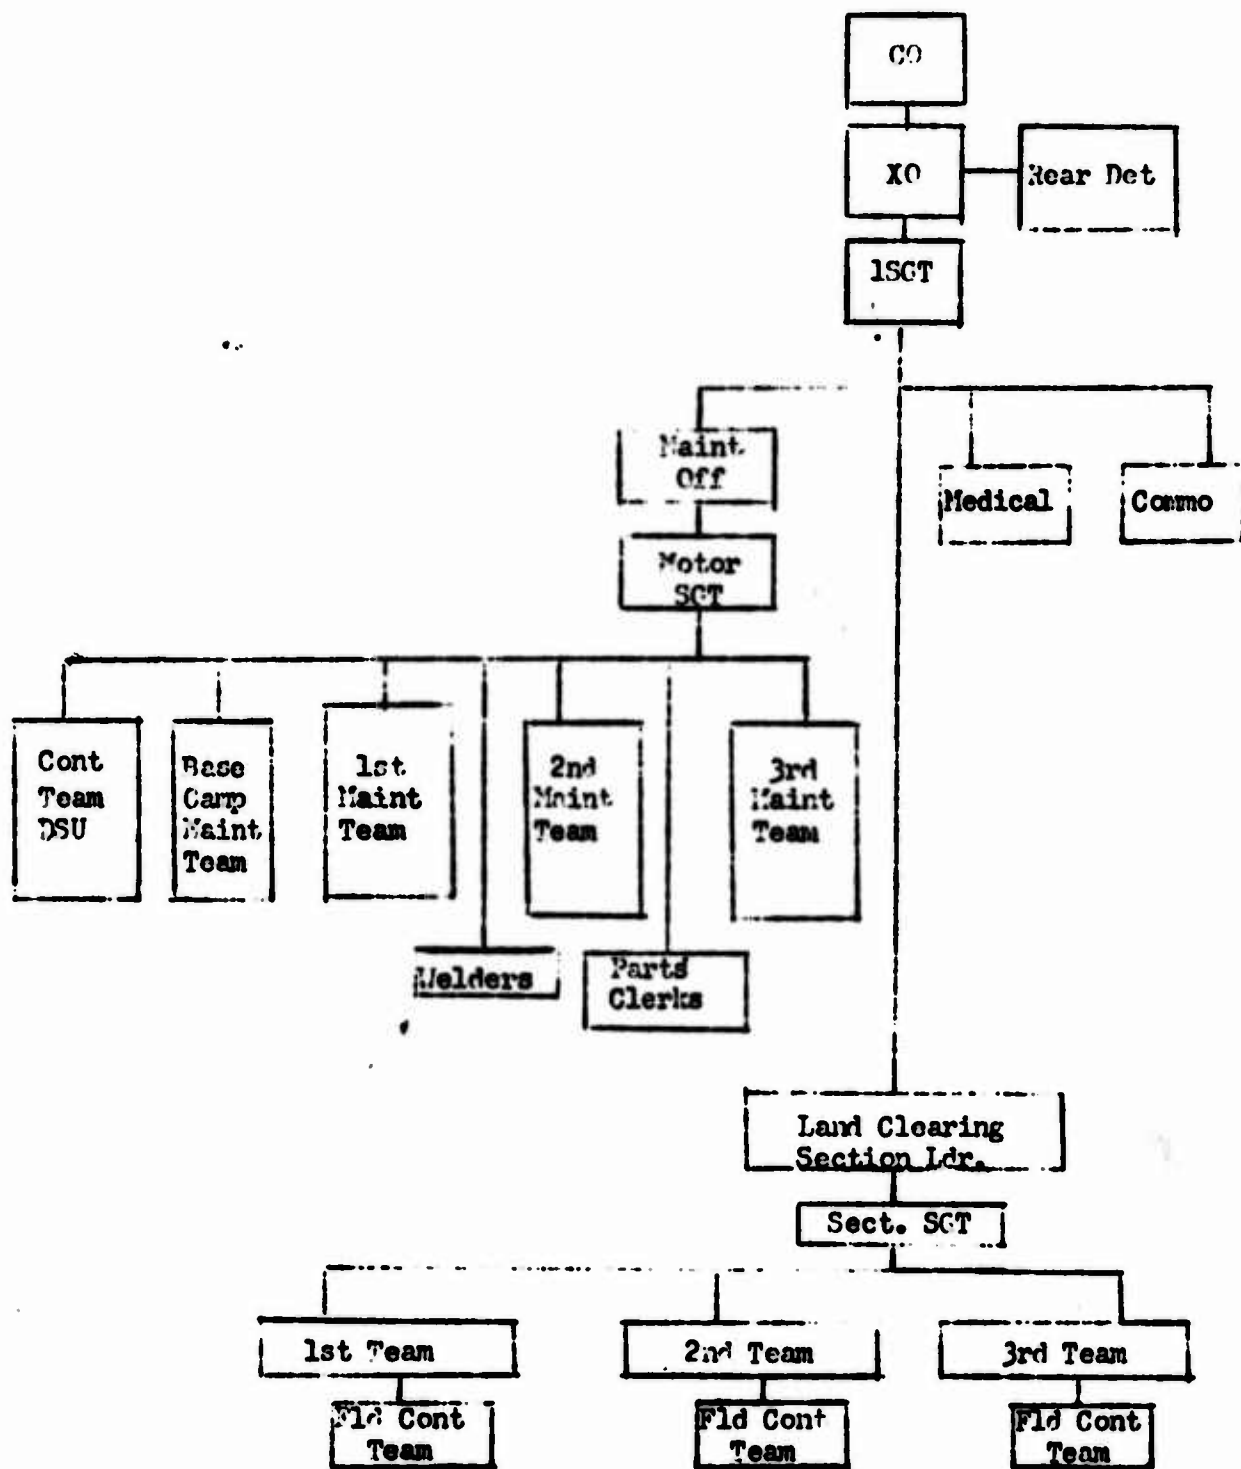 CO
XO
Rear Det
1SGT
Maint
Off
Medical
Commo
Motor
SGT
Cont
Team
DSU
Base
Camp
Maint
Team
1st
Maint
Team
2nd
Maint
Team
3rd
Maint
Team
Welders
Parts
Clerks
Land Clearing
Section Ldr.
Sect. SGT
1st Team
2nd Team
3rd Team
Fld Cont
Team
Fld Cont
Team
Fld Cont
Team